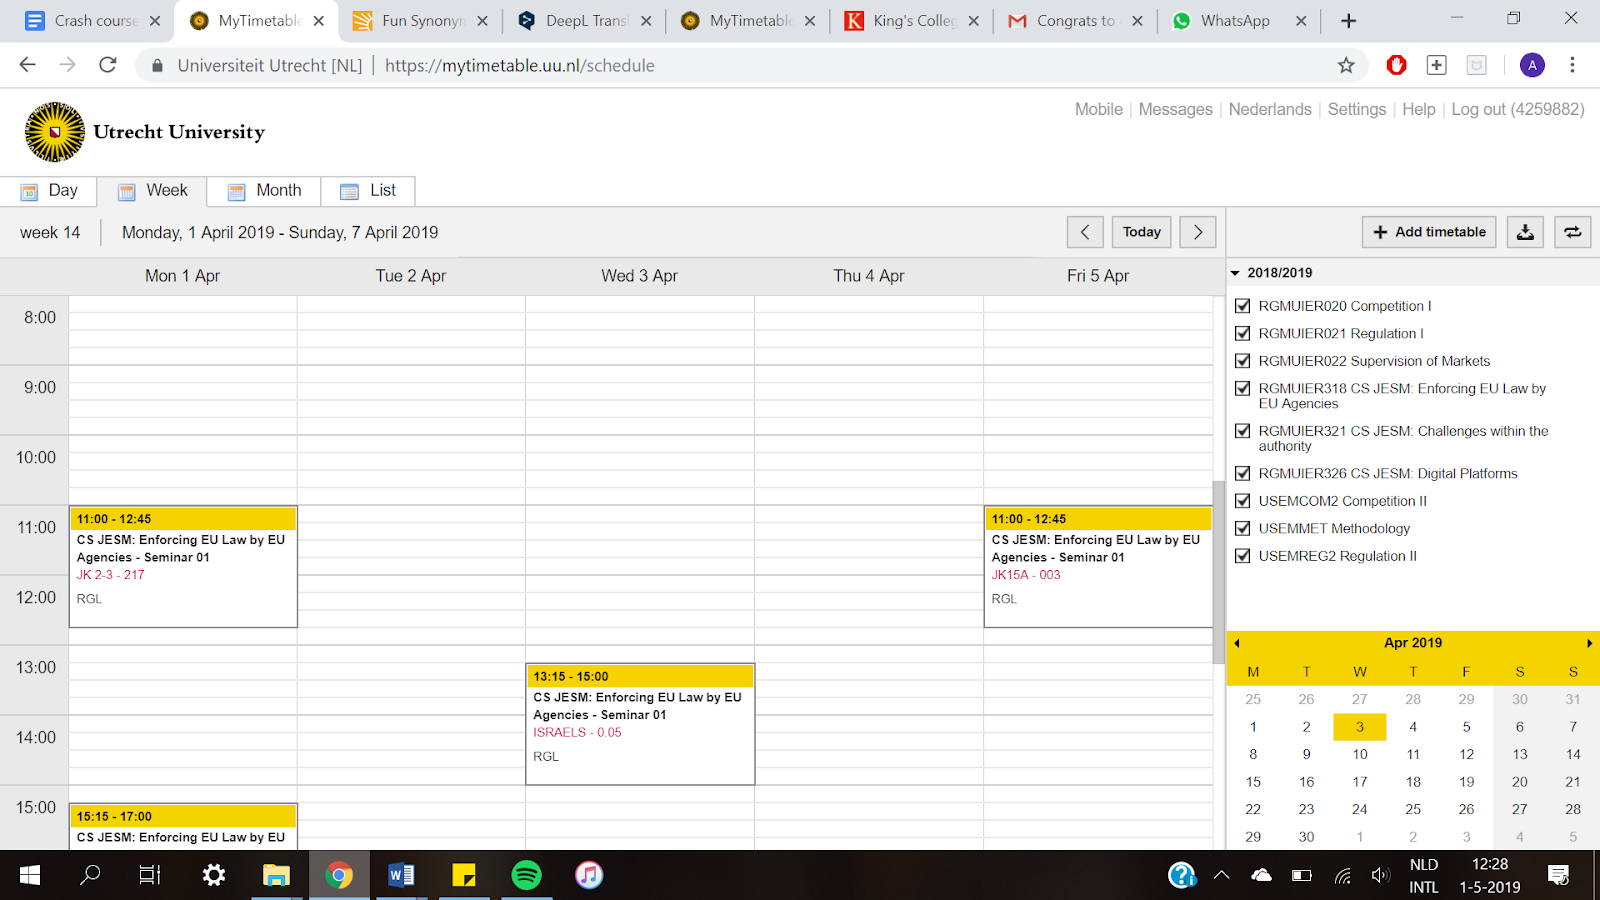 Crash course
MyTimetable
Fun Synonyn
DeepL Trans
MyTimetable
King's Colleg
Congrats to
WhatsApp
Universiteit Utrecht [NL] | https://mytimetable.uu.nl/schedule
A
Mobile | Messages | Nederlands | Settings | Help | Log out (4259882)
Utrecht University
Day
Week
Month
List
week 14
Monday, 1 April 2019 - Sunday, 7 April 2019
Today
+ Add timetable
Mon 1 Apr
Tue 2 Apr
Wed 3 Apr
Thu 4 Apr
Fri 5 Apr
8:00
9:00
10:00
11:00
12:00
13:00
14:00
15:00
11:00 - 12:45
CS JESM: Enforcing EU Law by EU
Agencies - Seminar 01
JK 2-3 - 217
RGL
15:15 - 17:00
CS JESM: Enforcing EU Law by EU
13:15 - 15:00
CS JESM: Enforcing EU Law by EU
Agencies - Seminar 01
ISRAELS - 0.05
RGL
11:00 - 12:45
CS JESM: Enforcing EU Law by EU
Agencies - Seminar 01
JK15A - 003
RGL
2018/2019
RGMUIER020 Competition I
RGMUIER021 Regulation I
RGMUIER022 Supervision of Markets
RGMUIER318 CS JESM: Enforcing EU Law by
EU Agencies
RGMUIER321 CS JESM: Challenges within the
authority
RGMUIER326 CS JESM: Digital Platforms
USEMCOM2 Competition II
USEMMET Methodology
USEMREG2 Regulation II
Apr 2019
M T W T F S S
25 26 27 28 29 30 31
1 2 3 4 5 6 7
8 9 10 11 12 13 14
15 16 17 18 19 20 21
22 23 24 25 26 27 28
29 30 1 2 3 4 5
NLD
INTL
12:28
1-5-2019